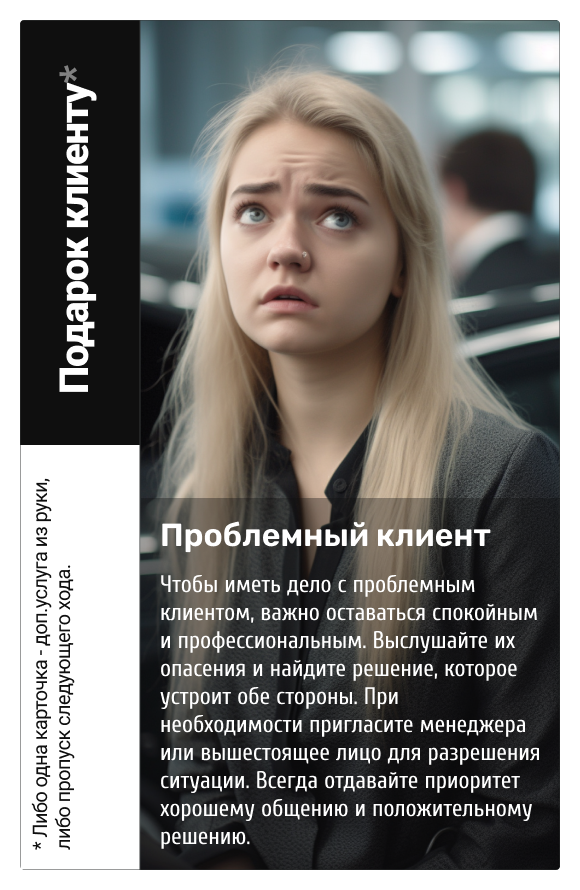 Подарок клиенту*
* Либо одна карточка - доп.услуга из руки,
либо пропуск следующего хода.
Проблемный клиент
Чтобы иметь дело с проблемным
клиентом, важно оставаться спокойным
и профессиональным. Выслушайте их
опасения и найдите решение, которое
устроит обе стороны. При
необходимости пригласите менеджера
или вышестоящее лицо для разрешения
ситуации. Всегда отдавайте приоритет
хорошему общению и положительному
решению.